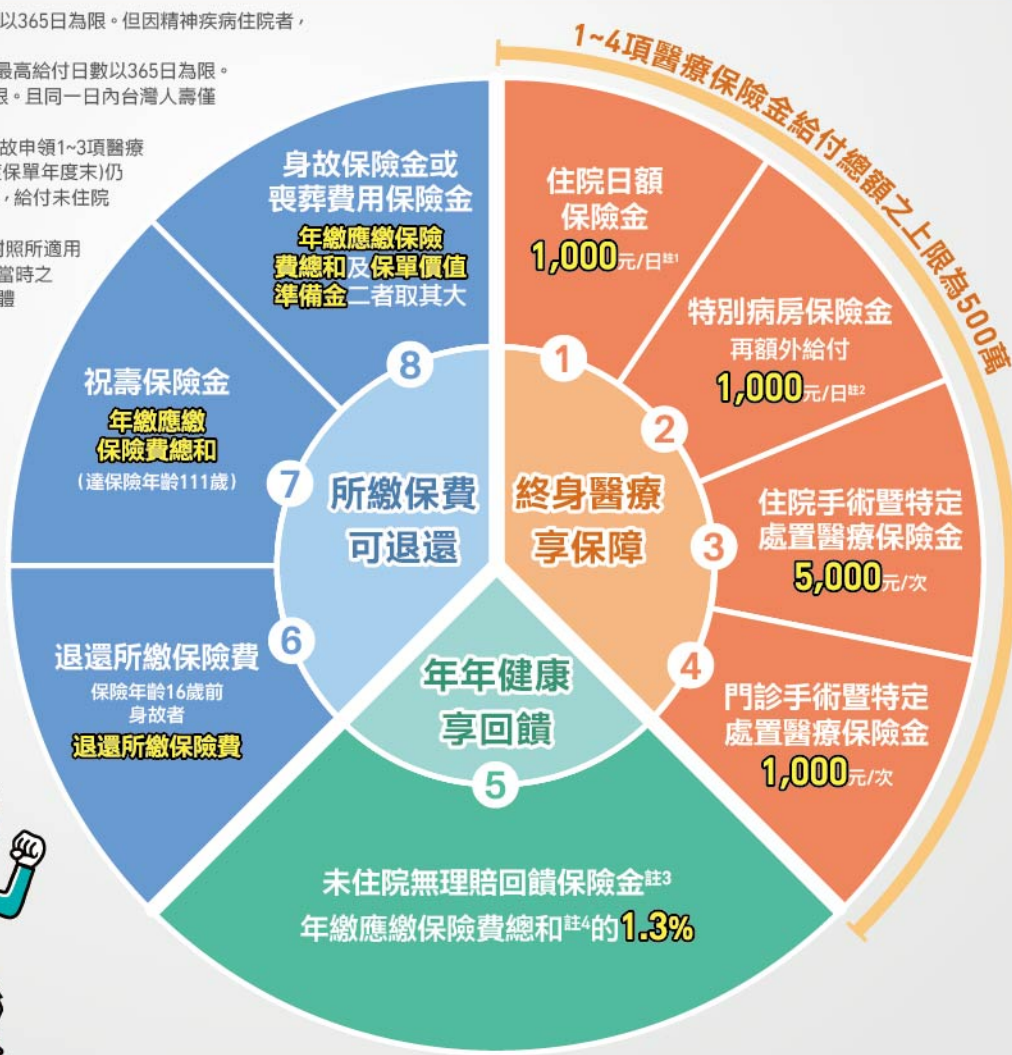 以365日為限。但因精神疾病住院者,
最高給付日數以365日為限。
限。且同一日內台灣人壽僅
故申領1~3項醫療
保單年度末)仍
,給付未住院
對照所適用
當時之
體
1~4項醫療保險金給付總額之上限為500萬
住院日額
保險金
1,000元/日註1
特別病房保險金
再額外給付
1,000元/日註2
住院手術暨特定
處置醫療保險金
5,000元/次
門診手術暨特定
處置醫療保險金
1,000元/次
未住院無理賠回饋保險金註3
年繳應繳保險費總和註4的1.3%
退還所繳保險費
保險年齡16歲前
身故者
退還所繳保險費
祝壽保險金
年繳應繳
保險費總和
(達保險年齡111歲)
身故保險金或
喪葬費用保險金
年繳應繳保險
費總和及保單價值
準備金二者取其大
1
2
3
4
5
6
7
8
終身醫療
享保障
年年健康
享回饋
所繳保費
可退還